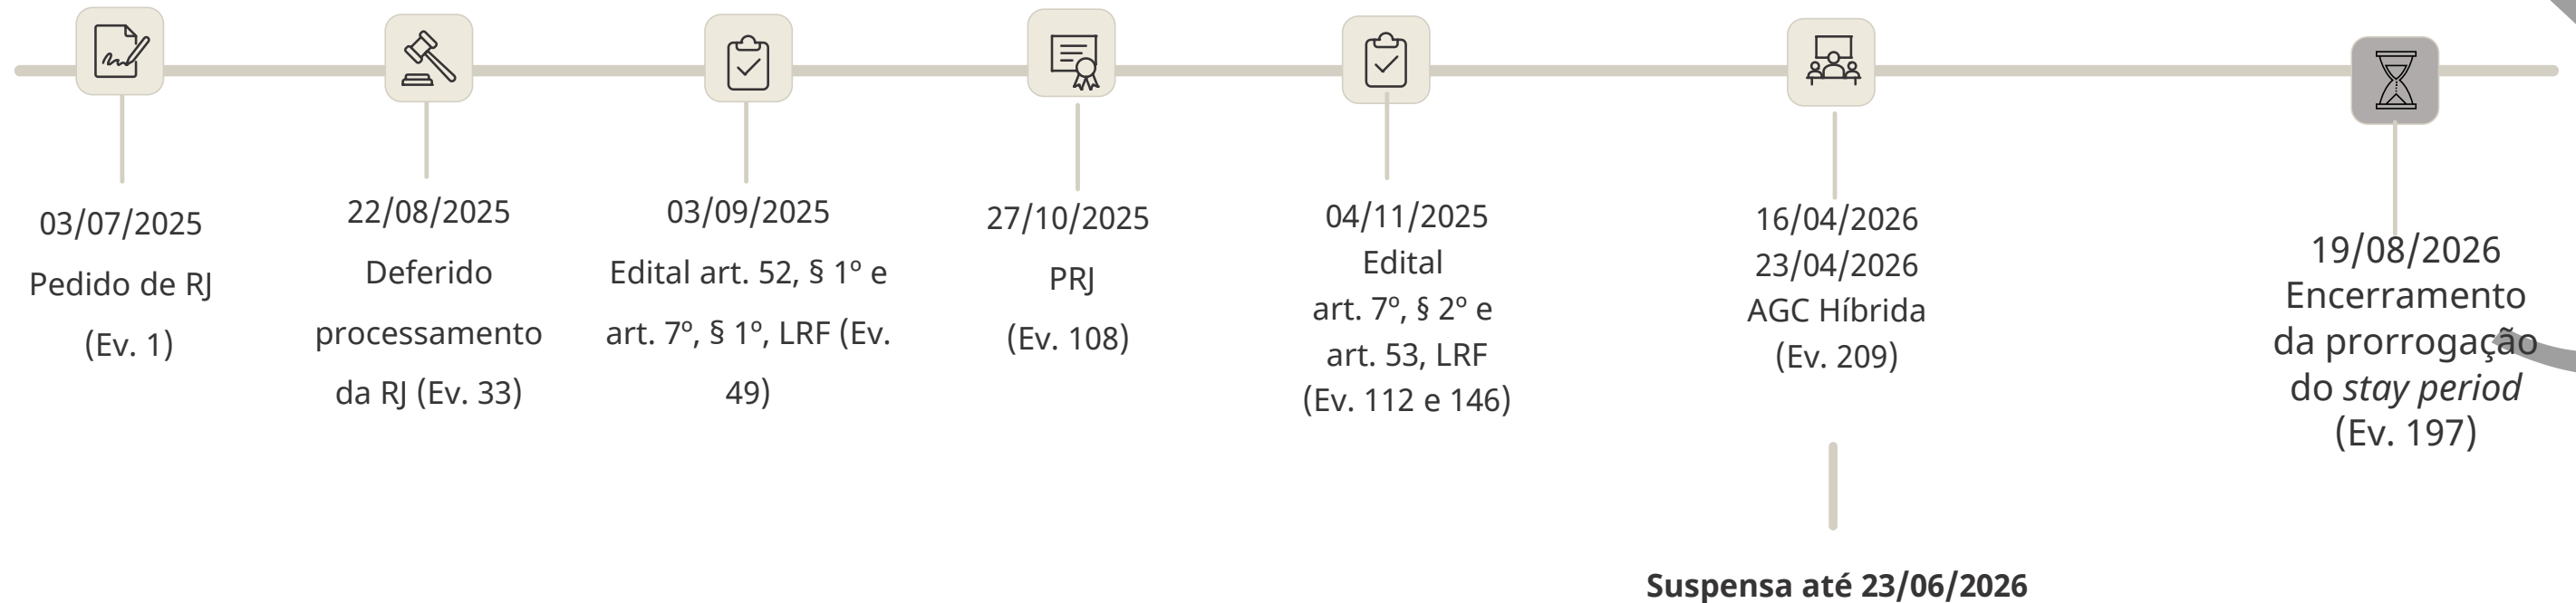 03/07/2025
Pedido de RJ
(Ev. 1)
22/08/2025
Deferido
processamento
da RJ (Ev. 33)
03/09/2025
Edital art. 52, § 1º e
art. 7º, § 1º, LRF (Ev.
49)
27/10/2025
PRJ
(Ev. 108)
04/11/2025
Edital
art. 7º, § 2º e
art. 53, LRF
(Ev. 112 e 146)
16/04/2026
23/04/2026
AGC Híbrida
(Ev. 209)
Suspensa até 23/06/2026
19/08/2026
Encerramento
da prorrogação
do stay period
(Ev. 197)